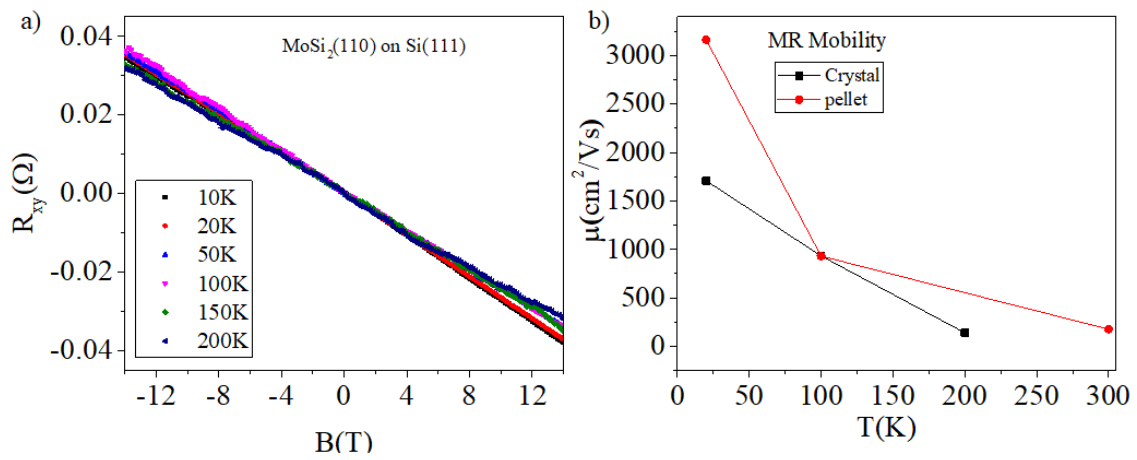 a)
MoSi2(110) on Si(111)
0.04
0.02
0.00
-0.02
-0.04
Rxy(Ω)
10K
20K
50K
100K
150K
200K
-12 -8 -4 0 4 8 12
B(T)
b)
MR Mobility
Crystal
pellet
3000
2500
2000
1500
1000
500
0
μ(cm²/Vs)
0 50 100 150 200 250 300
T(K)